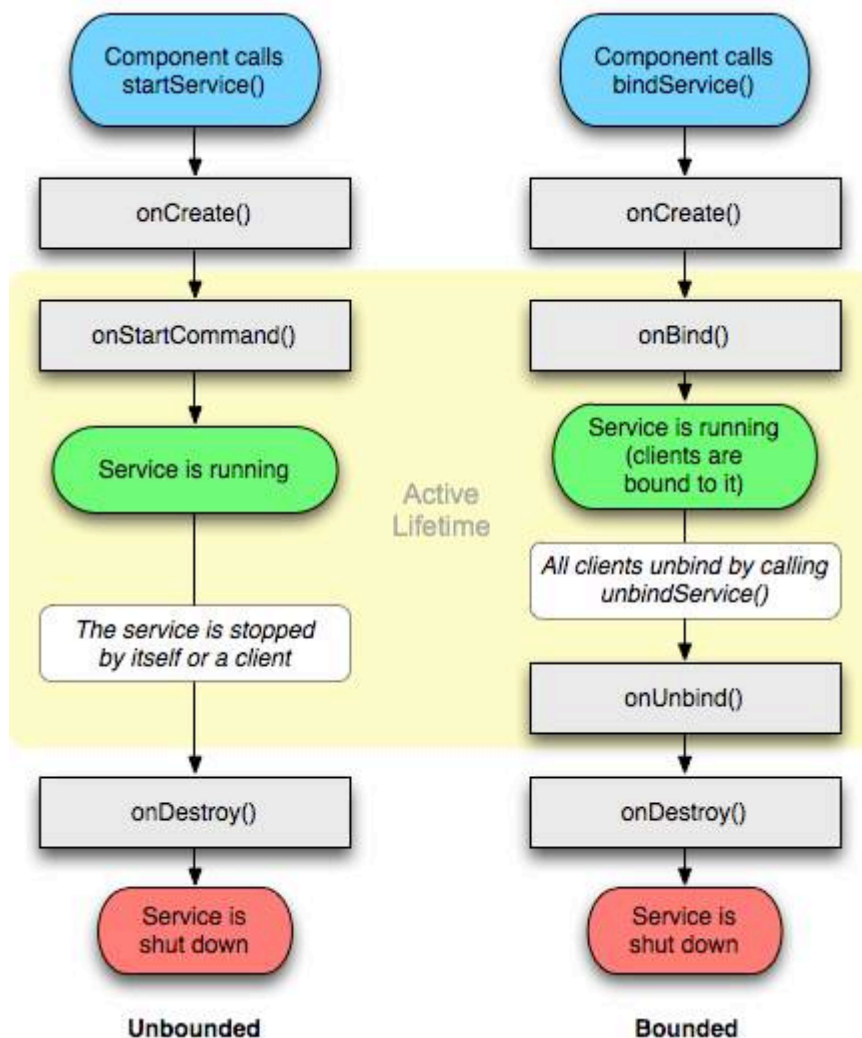 Component calls
startService()
onCreate()
onStartCommand()
Service is running
The service is stopped
by itself or a client
onDestroy()
Service is
shut down
Unbounded
Active
Lifetime
Component calls
bindService()
onCreate()
onBind()
Service is running
(clients are
bound to it)
All clients unbind by calling
unbindService()
onUnbind()
onDestroy()
Service is
shut down
Bounded